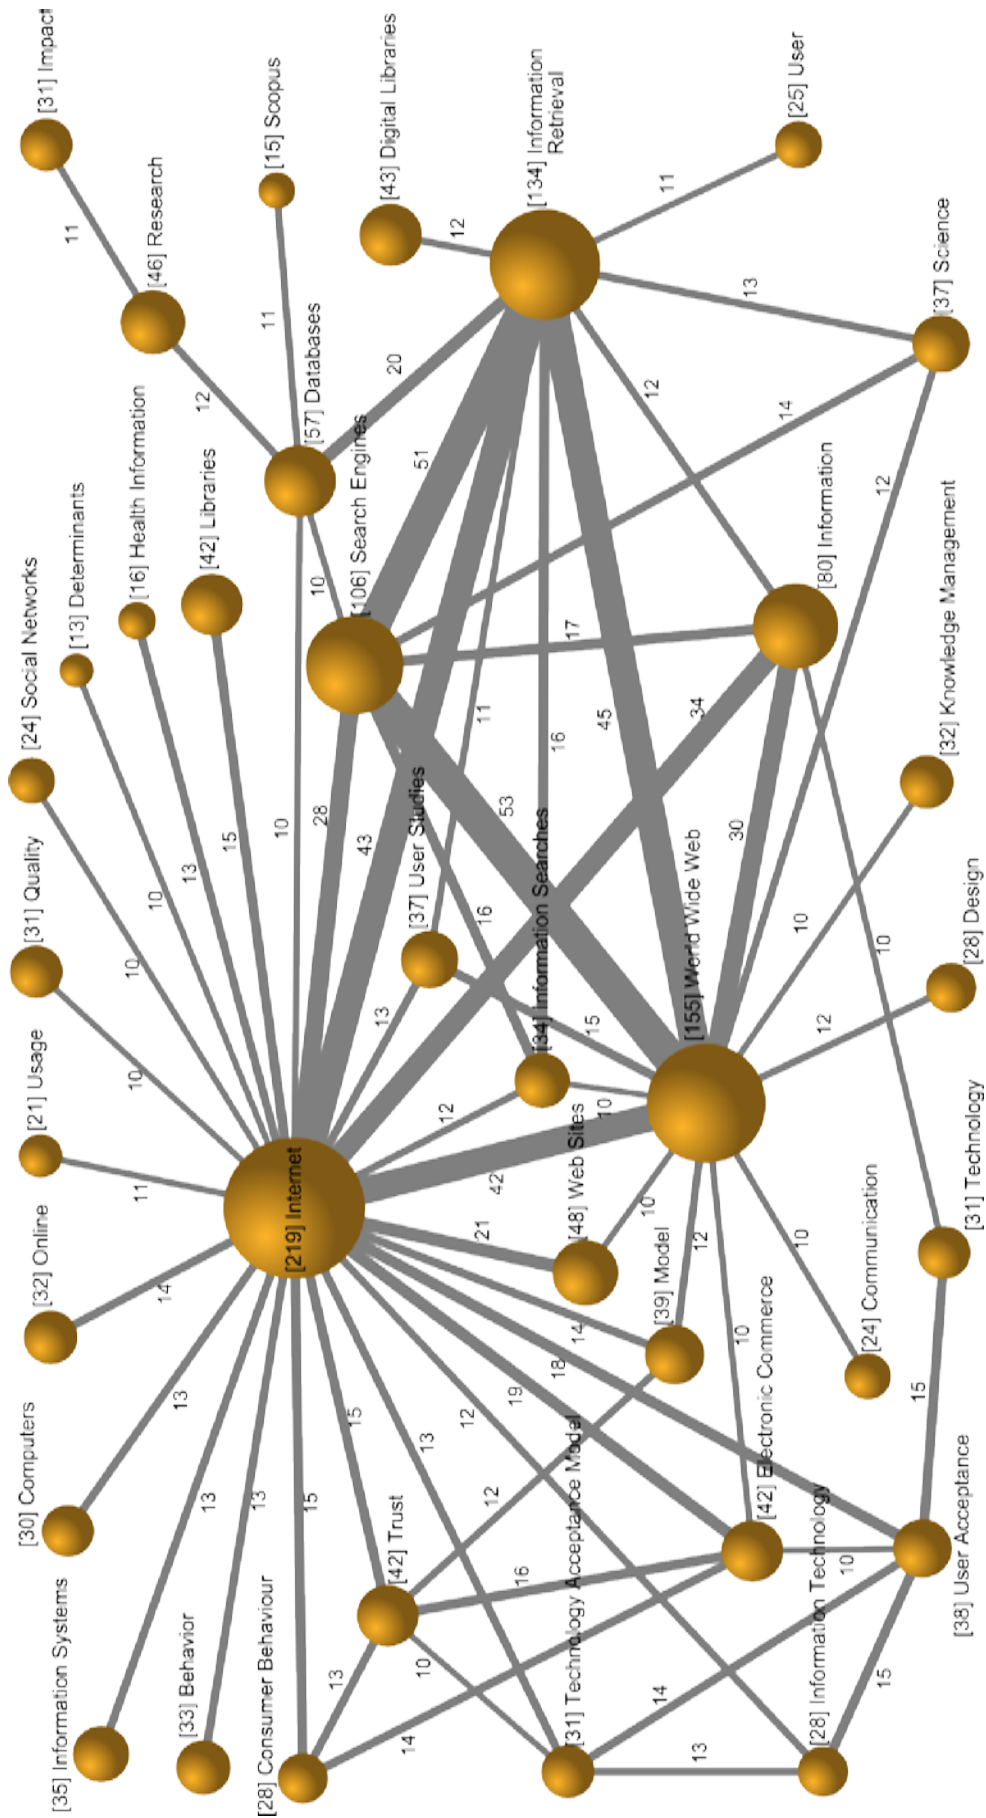 [35] Information Systems
[30] Computers
[32] Online
[21] Usage
[31] Quality
[24] Social Networks
[31] Impact
11
[13] Determinants
[16] Health Information
[46] Research
14
11
10
10
10
13
12
[33] Behavior
13
13
13
[42] Libraries
15
[15] Scopus
11
[28] Consumer Behaviour
15
[219] Internet
10
[57] Databases
28
10
[106] Search Engines
13
15
[42] Trust
43
13
[37] User Studies
20
[43] Digital Libraries
14
10
13
12
51
12
12
42
21
16
11
16
[34] Information Searches
53
16
[134] Information
Retrieval
[31] Technology Acceptance Model
12
19
18
14
[48] Web Sites
15
10
45
17
14
13
[39] Model
10
12
[155] World Wide Web
34
12
11
30
[42] Electronic Commerce
10
13
14
[25] User
[28] Information Technology
10
10
10
12
[80] Information
15
[24] Communication
10
12
15
[38] User Acceptance
[31] Technology
[28] Design
[32] Knowledge Management
[37] Science